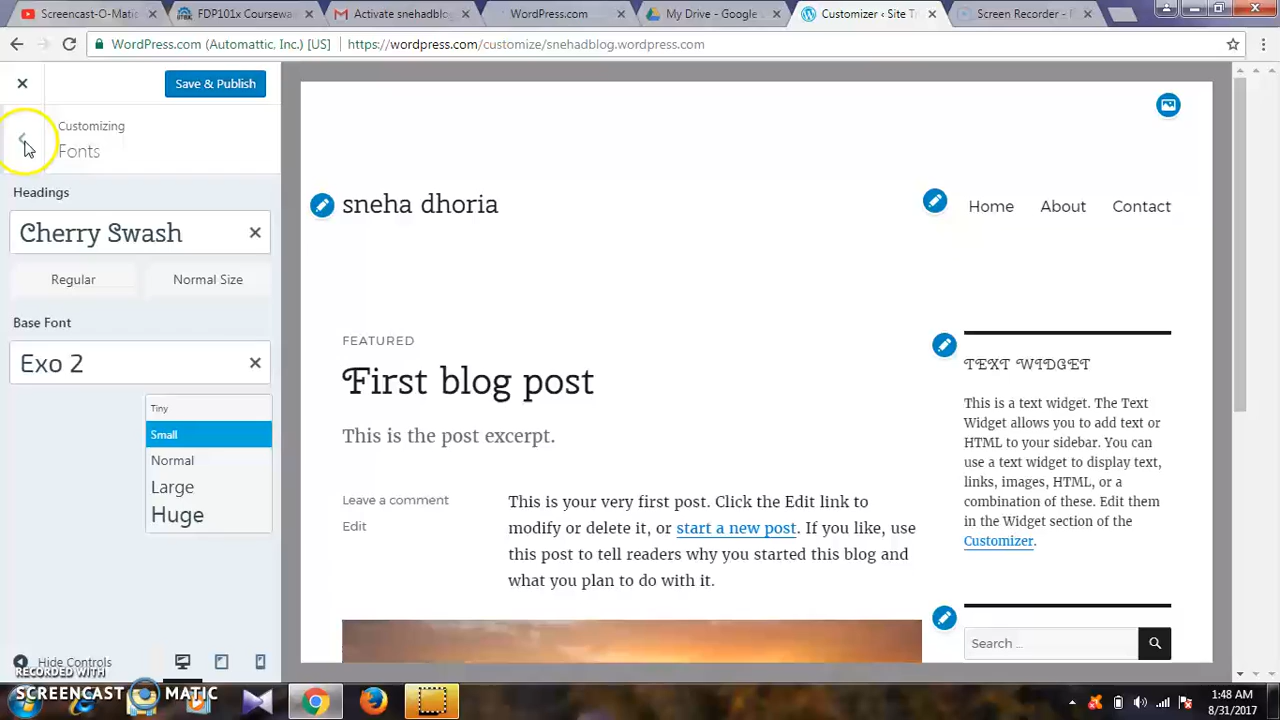 Screencast-O-Matic
FDP101x Coursewa
Activate snehadblog
WordPress.com
My Drive - Google
Customizer ‹ Site T
Screen Recorder - M
WordPress.com (Automattic, Inc.) [US]
https://wordpress.com/customize/snehadblog.wordpress.com
Save & Publish
Customizing
Fonts
Headings
Cherry Swash
Regular
Normal Size
Base Font
Exo 2
Tiny
Small
Normal
Large
Huge
Hide Controls
sneha dhoria
Home
About
Contact
FEATURED
First blog post
This is the post excerpt.
Leave a comment
Edit
This is your very first post. Click the Edit link to
modify or delete it, or start a new post. If you like, use
this post to tell readers why you started this blog and
what you plan to do with it.
TEXT WIDGET
This is a text widget. The Text
Widget allows you to add text or
HTML to your sidebar. You can
use a text widget to display text,
links, images, HTML, or a
combination of these. Edit them
in the Widget section of the
Customizer.
Search ...
RECORDED WITH
SCREENCAST MATIC
1:48 AM
8/31/2017